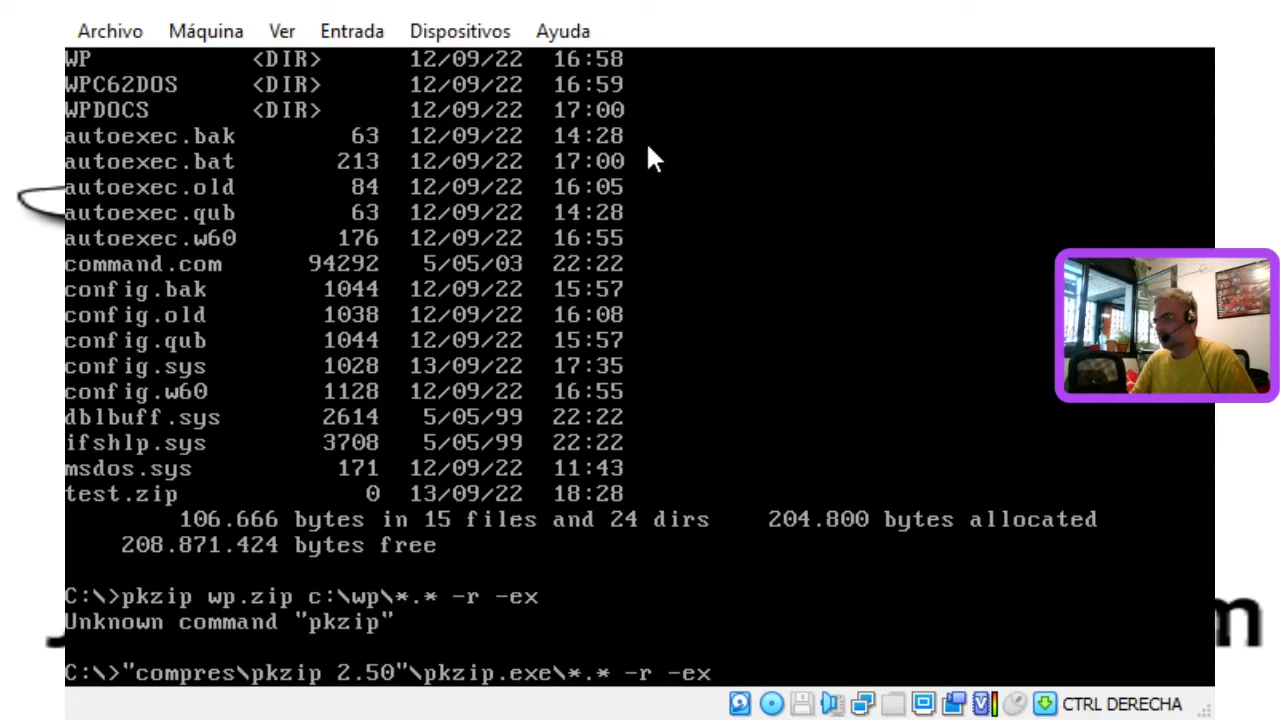 Archivo Máquina Ver Entrada Dispositivos Ayuda
WP <DIR> 12/09/22 16:58
WPC62DOS <DIR> 12/09/22 16:59
WPDOCS <DIR> 12/09/22 17:00
autoexec.bak 63 12/09/22 14:28
autoexec.bat 213 12/09/22 17:00
autoexec.old 84 12/09/22 16:05
autoexec.qub 63 12/09/22 14:28
autoexec.w60 176 12/09/22 16:55
command.com 94292 5/05/03 22:22
config.bak 1044 12/09/22 15:57
config.old 1038 12/09/22 16:08
config.qub 1044 12/09/22 15:57
config.sys 1028 13/09/22 17:35
config.w60 1128 12/09/22 16:55
dblbuff.sys 2614 5/05/99 22:22
ifshlp.sys 3708 5/05/99 22:22
msdos.sys 171 12/09/22 11:43
test.zip 0 13/09/22 18:28
106.666 bytes in 15 files and 24 dirs 204.800 bytes allocated
208.871.424 bytes free
C:\>pkzip wp.zip c:\wp\*.* -r -ex
Unknown command "pkzip"
C:\>"compres\pkzip 2.50"\pkzip.exe\*.* -r -ex
CTRL DERECHA